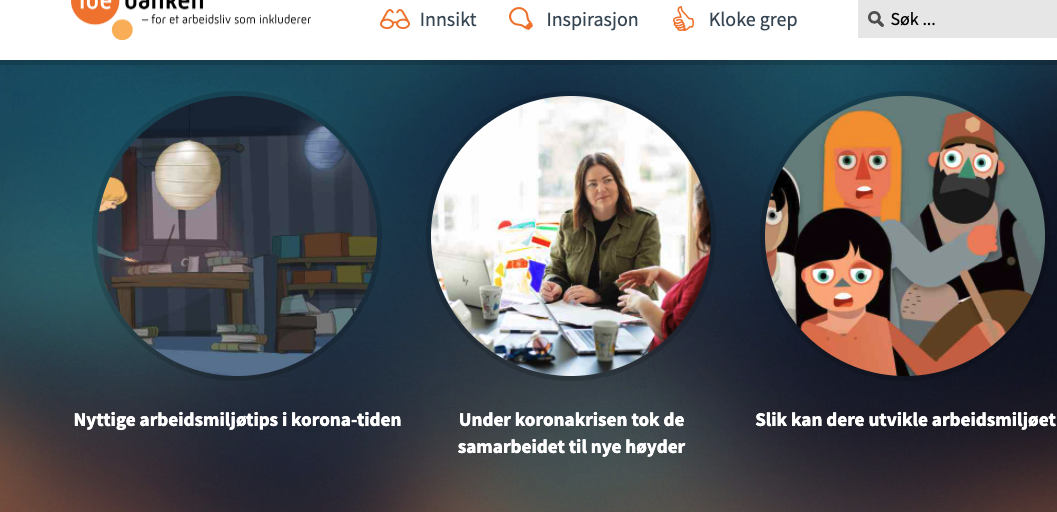 banken
– for et arbeidsliv som inkluderer
Innsikt
Inspirasjon
Kloke grep
Søk ...
Nyttige arbeidsmiljøtips i korona-tiden
Under koronakrisen tok de
samarbeidet til nye høyder
Slik kan dere utvikle arbeidsmiljøet